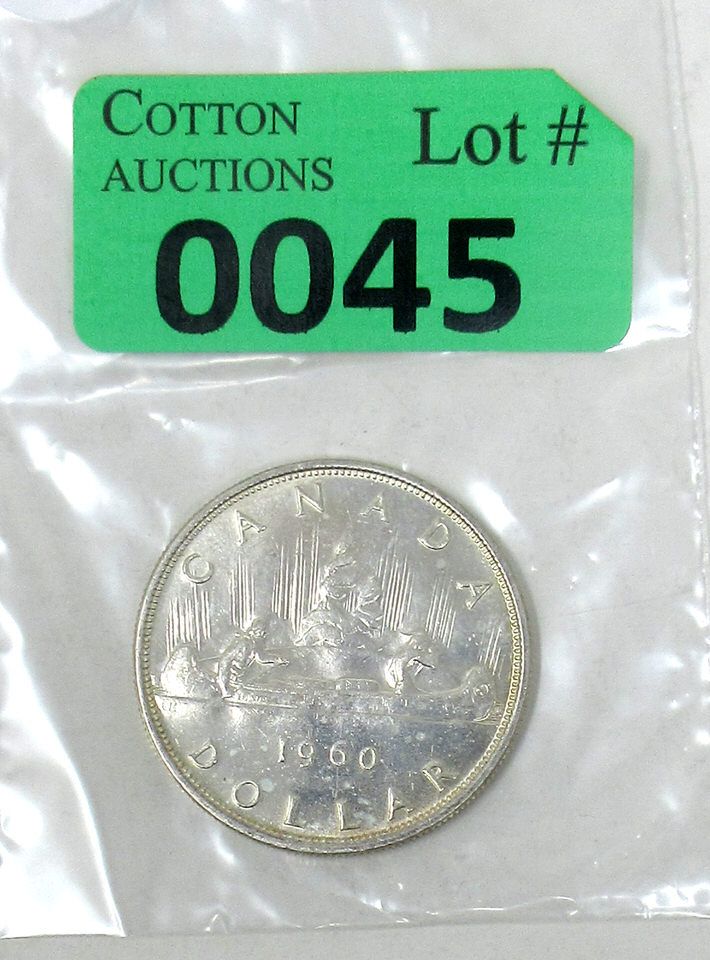 COTTON
AUCTIONS
Lot #
0045
CANADA
1960
DOLLAR